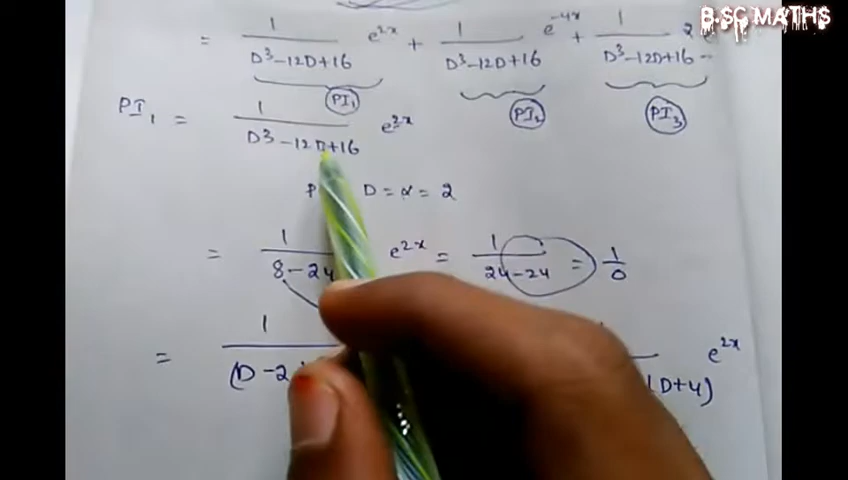 B.SC MATHS
= 1/(D³-12D+16) e^2x + 1/(D³-12D+16) e^-4x + 1/(D³-12D+16) 2
PI₁ PI₂ PI₃
PI₁ = 1/(D³-12D+16) e^2x
D = α = 2
= 1/(8-24 e^2x = 1/(24-24) = 1/0
= 1/(D-2 (D+4) e^2x